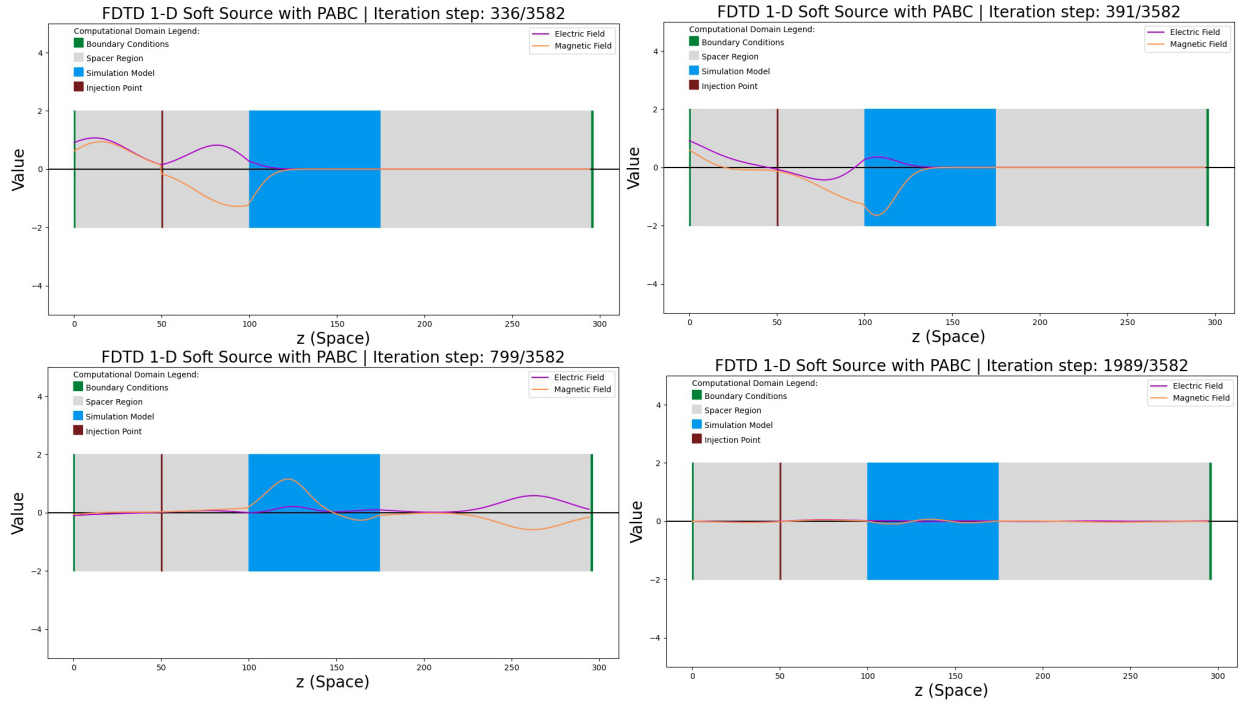 FDTD 1-D Soft Source with PABC | Iteration step: 336/3582
Computational Domain Legend:
Boundary Conditions
Spacer Region
Simulation Model
Injection Point
Electric Field
Magnetic Field
4
2
0
−2
−4
Value
0 50 100 150 200 250 300
z (Space)
FDTD 1-D Soft Source with PABC | Iteration step: 391/3582
Computational Domain Legend:
Boundary Conditions
Spacer Region
Simulation Model
Injection Point
Electric Field
Magnetic Field
4
2
0
−2
−4
Value
0 50 100 150 200 250 300
z (Space)
FDTD 1-D Soft Source with PABC | Iteration step: 799/3582
Computational Domain Legend:
Boundary Conditions
Spacer Region
Simulation Model
Injection Point
Electric Field
Magnetic Field
4
2
0
−2
−4
Value
0 50 100 150 200 250 300
z (Space)
FDTD 1-D Soft Source with PABC | Iteration step: 1989/3582
Computational Domain Legend:
Boundary Conditions
Spacer Region
Simulation Model
Injection Point
Electric Field
Magnetic Field
4
2
0
−2
−4
Value
0 50 100 150 200 250 300
z (Space)